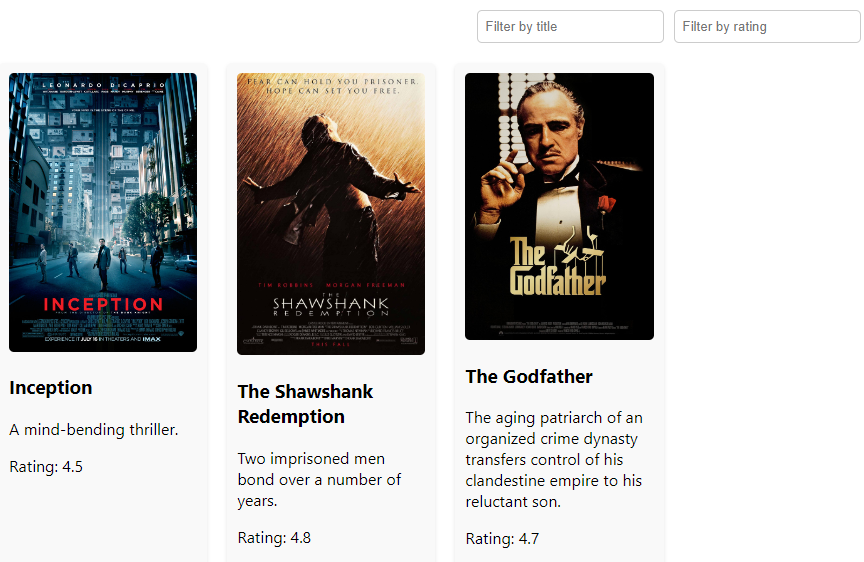 Filter by title
Filter by rating
LEONARDO DiCAPRIO
INCEPTION
EXPERIENCE IT JULY 16 IN THEATERS AND IMAX
Inception
A mind-bending thriller.
Rating: 4.5
FEAR CAN HOLD YOU PRISONER.
HOPE CAN SET YOU FREE.
TIM ROBBINS MORGAN FREEMAN
THE
SHAWSHANK
REDEMPTION
THIS FALL
The Shawshank
Redemption
Two imprisoned men
bond over a number of
years.
Rating: 4.8
The
Godfather
The Godfather
The aging patriarch of an
organized crime dynasty
transfers control of his
clandestine empire to his
reluctant son.
Rating: 4.7